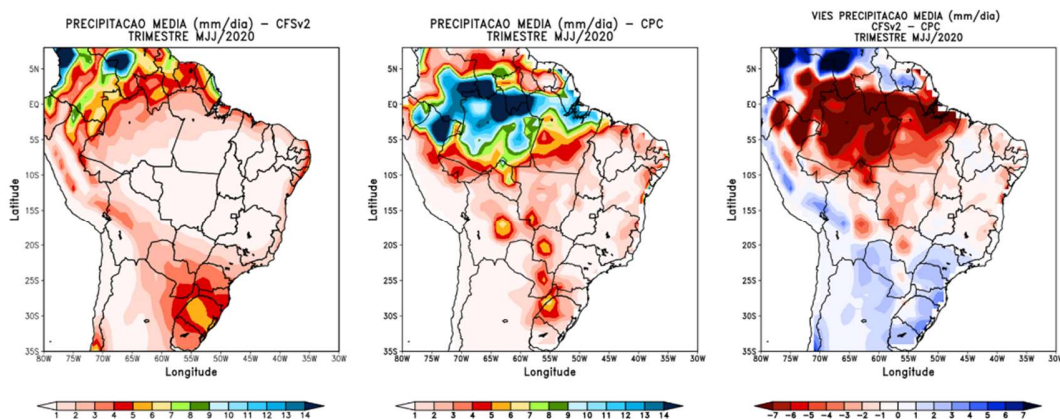 PRECIPITACAO MEDIA (mm/dia) – CFSv2
TRIMESTRE MJJ/2020
5N
EQ
5S
10S
15S
20S
25S
30S
35S
Latitude
80W 75W 70W 65W 60W 55W 50W 45W 40W 35W 30W
Longitude
1 2 3 4 5 6 7 8 9 10 11 12 13 14
PRECIPITACAO MEDIA (mm/dia) – CPC
TRIMESTRE MJJ/2020
5N
EQ
5S
10S
15S
20S
25S
30S
35S
Latitude
80W 75W 70W 65W 60W 55W 50W 45W 40W 35W 30W
Longitude
1 2 3 4 5 6 7 8 9 10 11 12 13 14
VIES PRECIPITACAO MEDIA (mm/dia)
CFSv2 – CPC
TRIMESTRE MJJ/2020
5N
EQ
5S
10S
15S
20S
25S
30S
35S
Latitude
80W 75W 70W 65W 60W 55W 50W 45W 40W 35W 30W
Longitude
-7 -6 -5 -4 -3 -2 -1 1 2 3 4 5 6 7